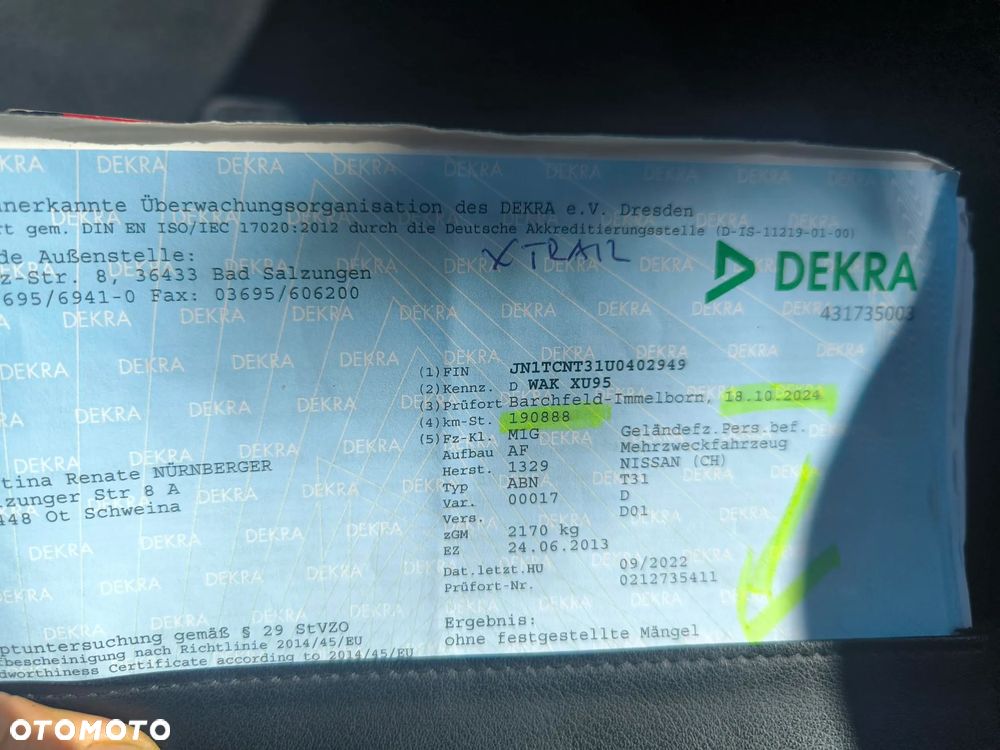 nerkannte Überwachungsorganisation des DEKRA e.V. Dresden
rt gem. DIN EN ISO/IEC 17020:2012 durch die Deutsche Akkreditierungsstelle (D-IS-11219-01-00)
de Außenstelle:
z-Str. 8, 36433 Bad Salzungen
695/6941-0 Fax: 03695/606200
XTRAIL
DEKRA
431735003
(1) FIN JN1TCNT31U0402949
(2) Kennz. D WAK XU95
(3) Prüfort Barchfeld-Immelborn, 18.10.2024
(4) km-St. 190888
(5) Fz-Kl. M1G Geländefz.Pers.bef.
Aufbau AF Mehrzweckfahrzeug
Herst. 1329 NISSAN (CH)
Typ ABN T31
Var. 00017 D
Vers. D01
zGM 2170 kg
EZ 24.06.2013
Dat.letzt.HU 09/2022
Prüfort-Nr. 0212735411
Ergebnis:
ohne festgestellte Mängel
tina Renate NÜRNBERGER
lzunger Str 8 A
448 Ot Schweina
ptuntersuchung gemäß § 29 StVZO
fbescheinigung nach Richtlinie 2014/45/EU
dworthiness Certificate according to 2014/45/EU
OTOMOTO